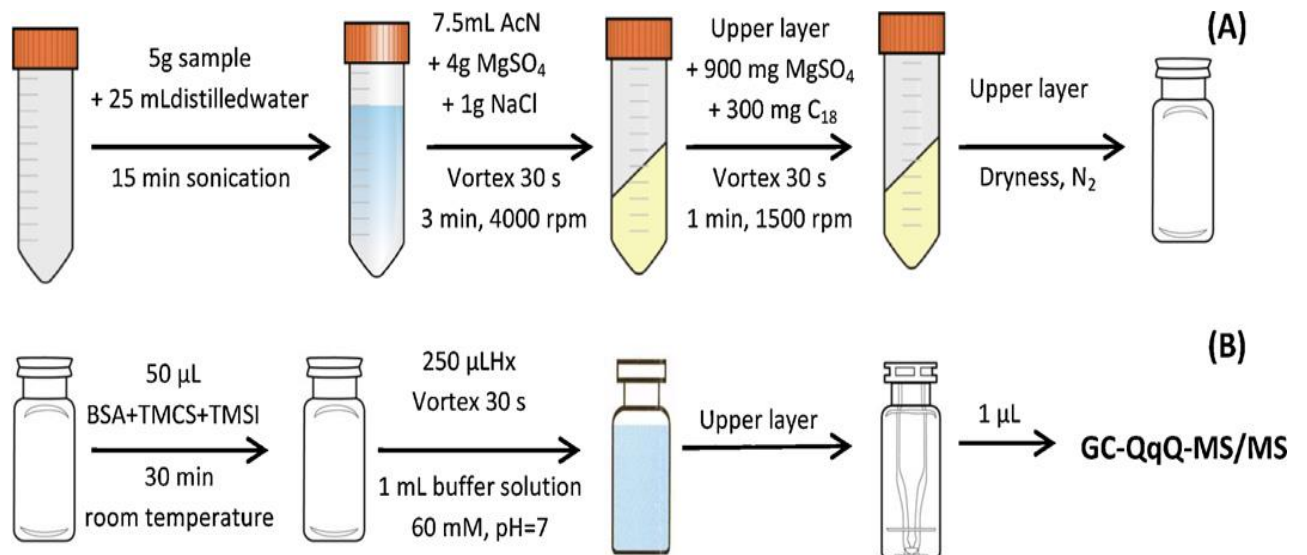 (A)
5g sample
+ 25 mLdistilledwater
15 min sonication
7.5mL AcN
+ 4g MgSO₄
+ 1g NaCl
Vortex 30 s
3 min, 4000 rpm
Upper layer
+ 900 mg MgSO₄
+ 300 mg C₁₈
Vortex 30 s
1 min, 1500 rpm
Upper layer
Dryness, N₂
(B)
50 µL
BSA+TMCS+TMSI
30 min
room temperature
250 µLHx
Vortex 30 s
1 mL buffer solution
60 mM, pH=7
Upper layer
1 µL
GC-QqQ-MS/MS